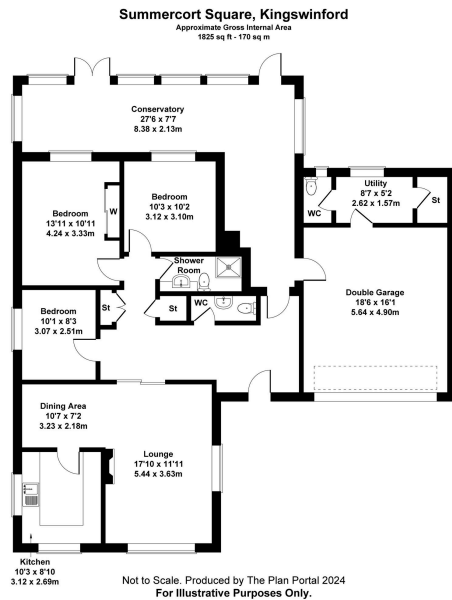 Summercort Square, Kingswinford
Approximate Gross Internal Area
1825 sq ft - 170 sq m
Conservatory
27'6 x 7'7
8.38 x 2.13m
Bedroom
13'11 x 10'11
4.24 x 3.33m
W
Bedroom
10'3 x 10'2
3.12 x 3.10m
WC
Utility
8'7 x 5'2
2.62 x 1.57m
St
Shower
Room
Double Garage
18'6 x 16'1
5.64 x 4.90m
Bedroom
10'1 x 8'3
3.07 x 2.51m
St
St
WC
Dining Area
10'7 x 7'2
3.23 x 2.18m
Lounge
17'10 x 11'11
5.44 x 3.63m
Kitchen
10'3 x 8'10
3.12 x 2.69m
Not to Scale. Produced by The Plan Portal 2024
For Illustrative Purposes Only.